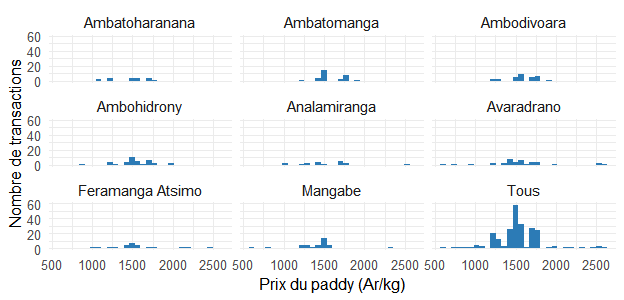 Ambatoharanana Ambatomanga Ambodivoara
60
40
20
0
Ambohidrony Analamiranga Avaradrano
60
40
20
0
Feramanga Atsimo Mangabe Tous
60
40
20
0
500 1000 1500 2000 2500 500 1000 1500 2000 2500 500 1000 1500 2000 2500
Prix du paddy (Ar/kg)
Nombre de transactions